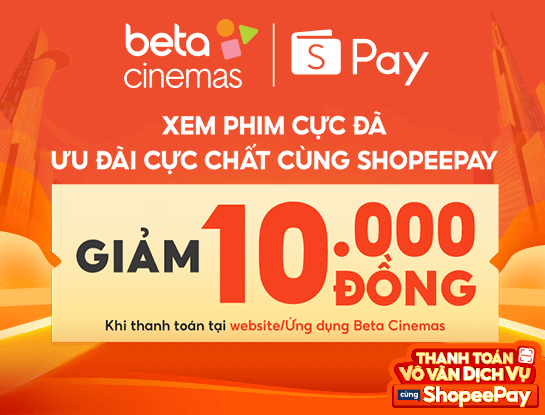 beta
cinemas
S Pay
XEM PHIM CỰC ĐÃ
ƯU ĐÃI CỰC CHẤT CÙNG SHOPEEPAY
GIẢM 10.000
ĐỒNG
Khi thanh toán tại website/Ứng dụng Beta Cinemas
THANH TOÁN
VÔ VÀN DỊCH VỤ
cùng ShopeePay